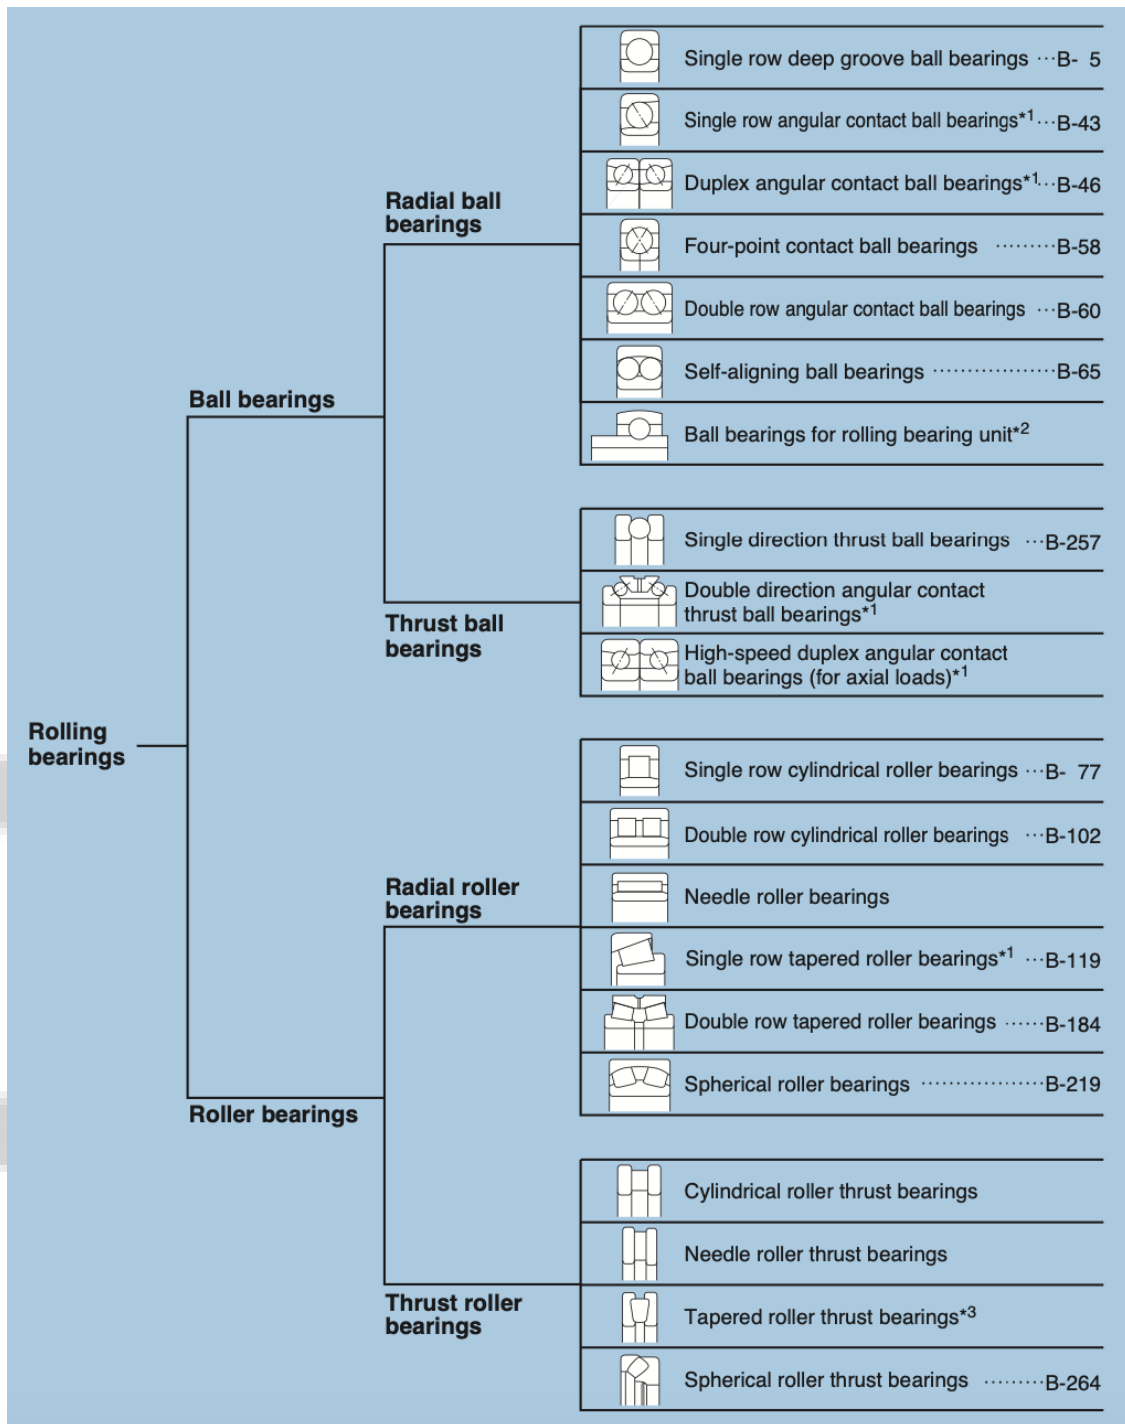 Single row deep groove ball bearings ···B- 5
Single row angular contact ball bearings*1···B-43
Duplex angular contact ball bearings*1···B-46
Radial ball
bearings
Four-point contact ball bearings ·········B-58
Double row angular contact ball bearings ···B-60
Self-aligning ball bearings ··················B-65
Ball bearings
Ball bearings for rolling bearing unit*2
Single direction thrust ball bearings ···B-257
Double direction angular contact
thrust ball bearings*1
Thrust ball
bearings
High-speed duplex angular contact
ball bearings (for axial loads)*1
Rolling
bearings
Single row cylindrical roller bearings ···B- 77
Double row cylindrical roller bearings ···B-102
Radial roller
bearings
Needle roller bearings
Single row tapered roller bearings*1 ···B-119
Double row tapered roller bearings ······B-184
Spherical roller bearings ··················B-219
Roller bearings
Cylindrical roller thrust bearings
Needle roller thrust bearings
Thrust roller
bearings
Tapered roller thrust bearings*3
Spherical roller thrust bearings ·········B-264